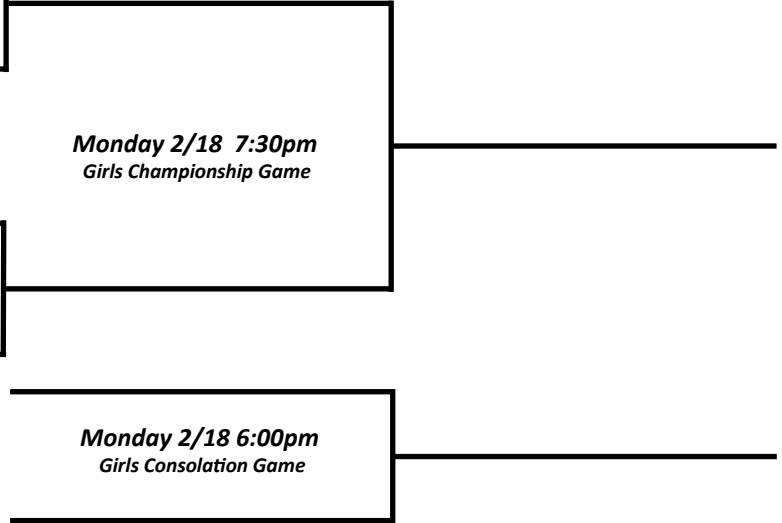 Monday 2/18  7:30pm
Girls Championship Game
Monday 2/18 6:00pm
Girls Consolation Game